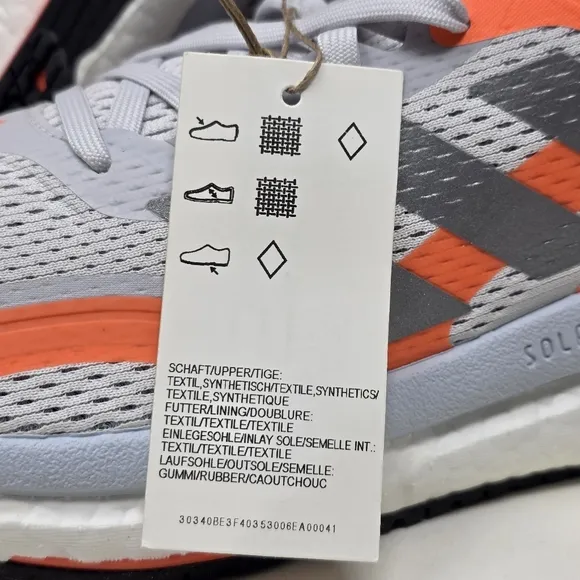 SCHAFT/UPPER/TIGE:
TEXTIL,SYNTHETISCH/TEXTILE,SYNTHETICS/
TEXTILE,SYNTHETIQUE
FUTTER/LINING/DOUBLURE:
TEXTIL/TEXTILE/TEXTILE
EINLEGESOHLE/INLAY SOLE/SEMELLE INT.:
TEXTIL/TEXTILE/TEXTILE
LAUFSOHLE/OUTSOLE/SEMELLE:
GUMMI/RUBBER/CAOUTCHOUC
30340BE3F40353006EA00041